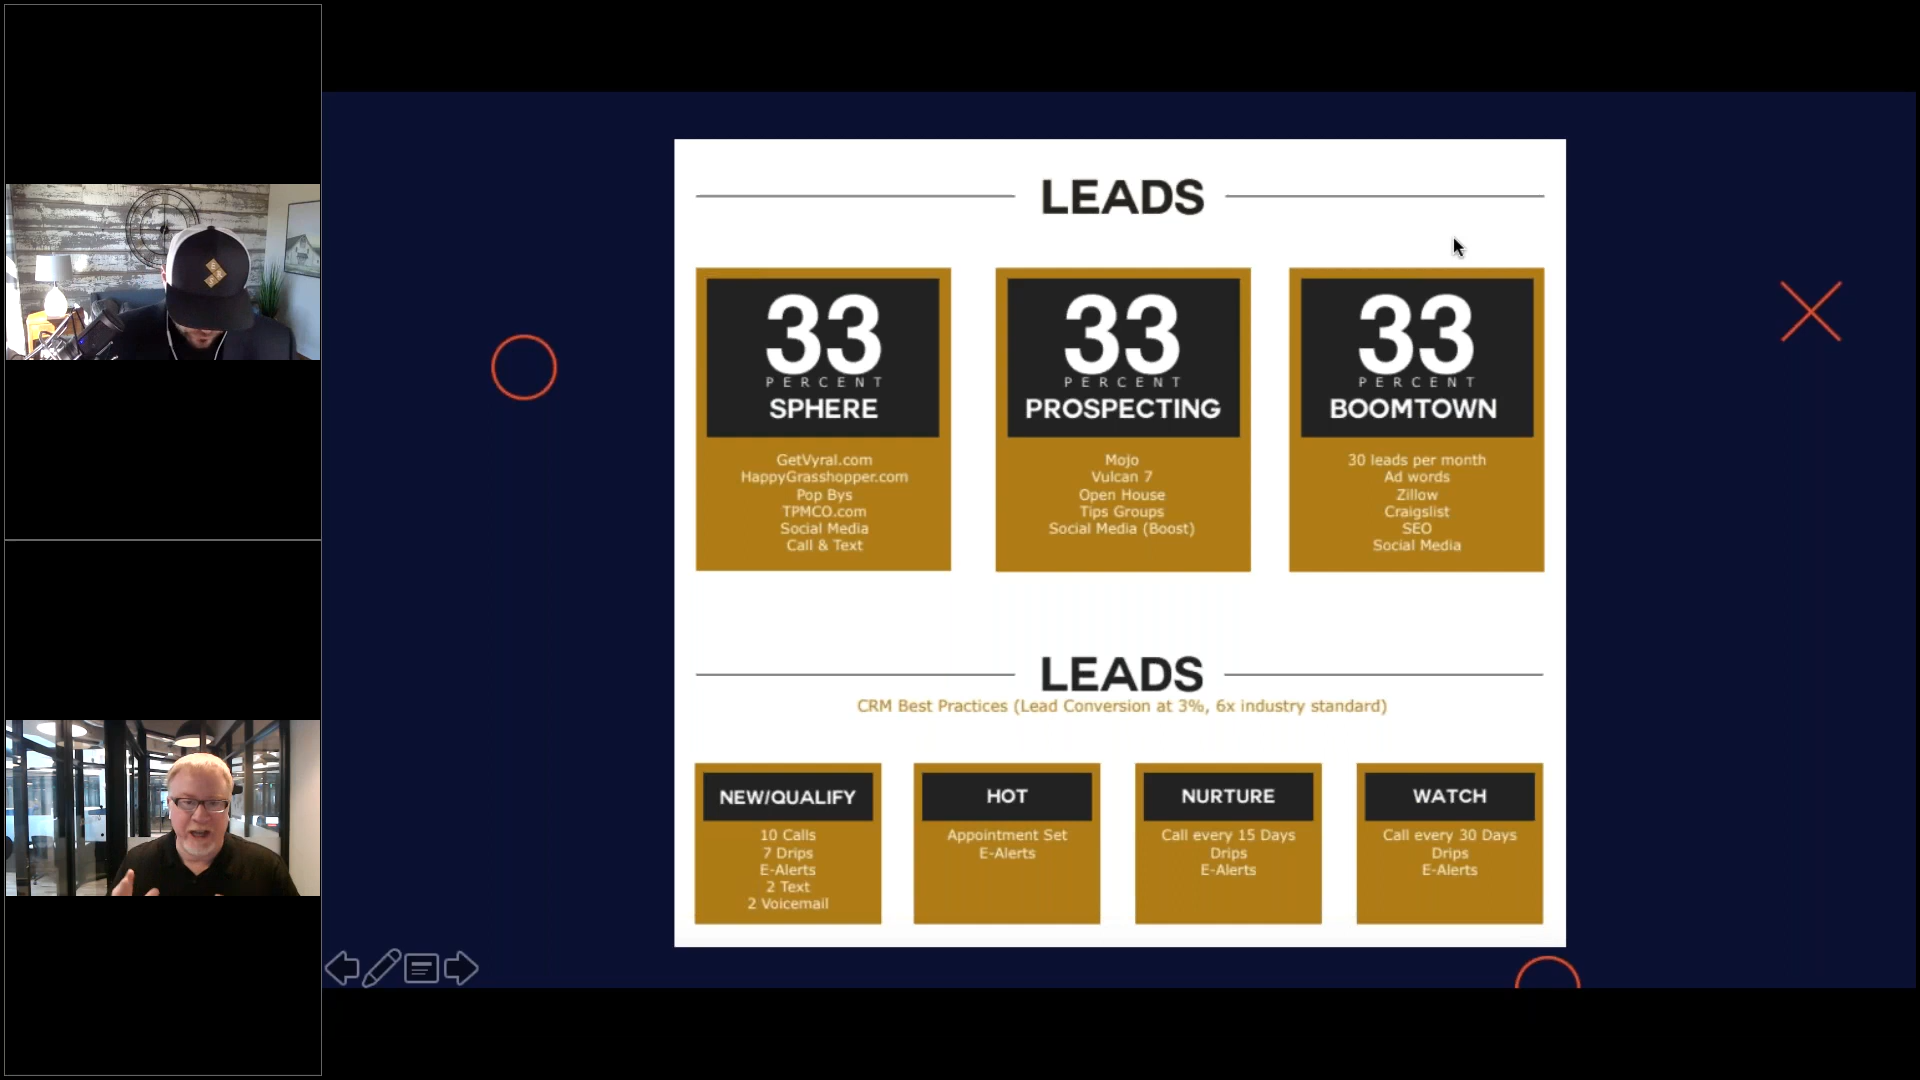 LEADS
33
PERCENT
SPHERE
GetVyral.com
HappyGrasshopper.com
Pop Bys
TPMCO.com
Social Media
Call & Text
33
PERCENT
PROSPECTING
Mojo
Vulcan 7
Open House
Tips Groups
Social Media (Boost)
33
PERCENT
BOOMTOWN
30 leads per month
Ad words
Zillow
Craigslist
SEO
Social Media
LEADS
CRM Best Practices (Lead Conversion at 3%, 6x industry standard)
NEW/QUALIFY
10 Calls
7 Drips
E-Alerts
2 Text
2 Voicemail
HOT
Appointment Set
E-Alerts
NURTURE
Call every 15 Days
Drips
E-Alerts
WATCH
Call every 30 Days
Drips
E-Alerts